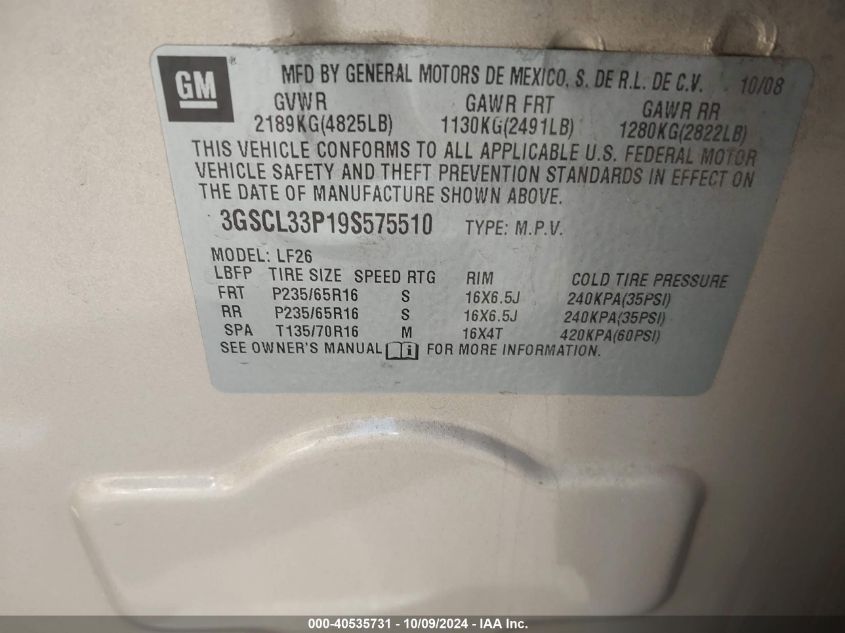 GM
MFD BY GENERAL MOTORS DE MEXICO, S. DE R.L. DE C.V. 10/08
GVWR GAWR FRT GAWR RR
2189KG(4825LB) 1130KG(2491LB) 1280KG(2822LB)
THIS VEHICLE CONFORMS TO ALL APPLICABLE U.S. FEDERAL MOTOR
VEHICLE SAFETY AND THEFT PREVENTION STANDARDS IN EFFECT ON
THE DATE OF MANUFACTURE SHOWN ABOVE.
3GSCL33P19S575510 TYPE: M.P.V.
MODEL: LF26
LBFP TIRE SIZE SPEED RTG RIM COLD TIRE PRESSURE
FRT P235/65R16 S 16X6.5J 240KPA(35PSI)
RR P235/65R16 S 16X6.5J 240KPA(35PSI)
SPA T135/70R16 M 16X4T 420KPA(60PSI)
SEE OWNER'S MANUAL FOR MORE INFORMATION.
000-40535731 - 10/09/2024 - IAA Inc.